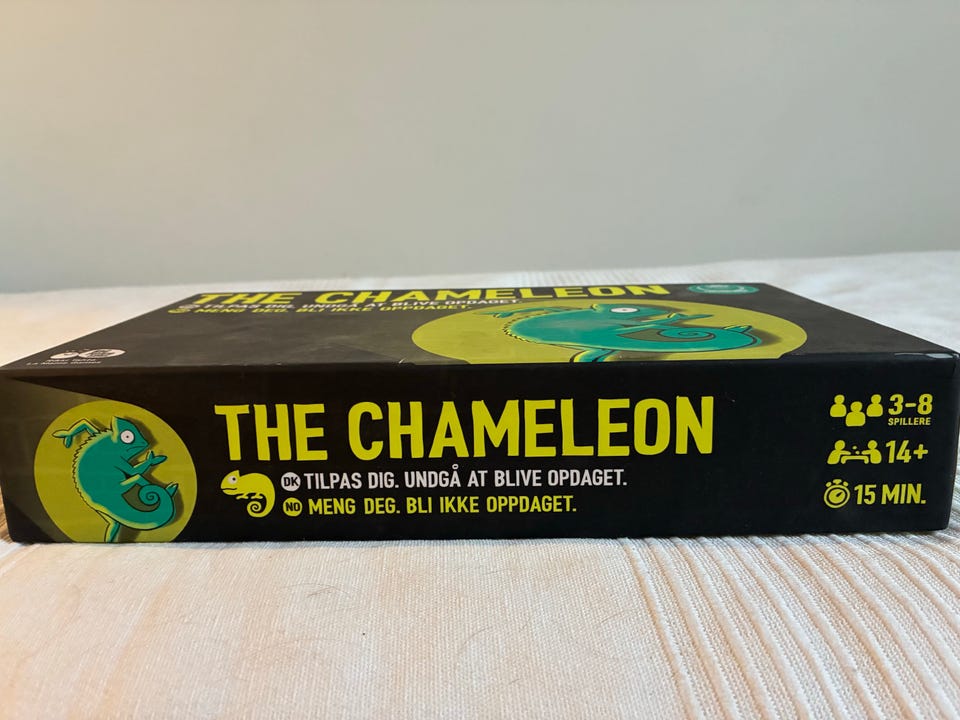 THE CHAMELEON
TILPAS DIG. UNDGÅ AT BLIVE OPDAGET.
MENG DEG. BLI IKKE OPPDAGET.
THE CHAMELEON
DK TILPAS DIG. UNDGÅ AT BLIVE OPDAGET.
NO MENG DEG. BLI IKKE OPPDAGET.
3-8
SPILLERE
14+
15 MIN.